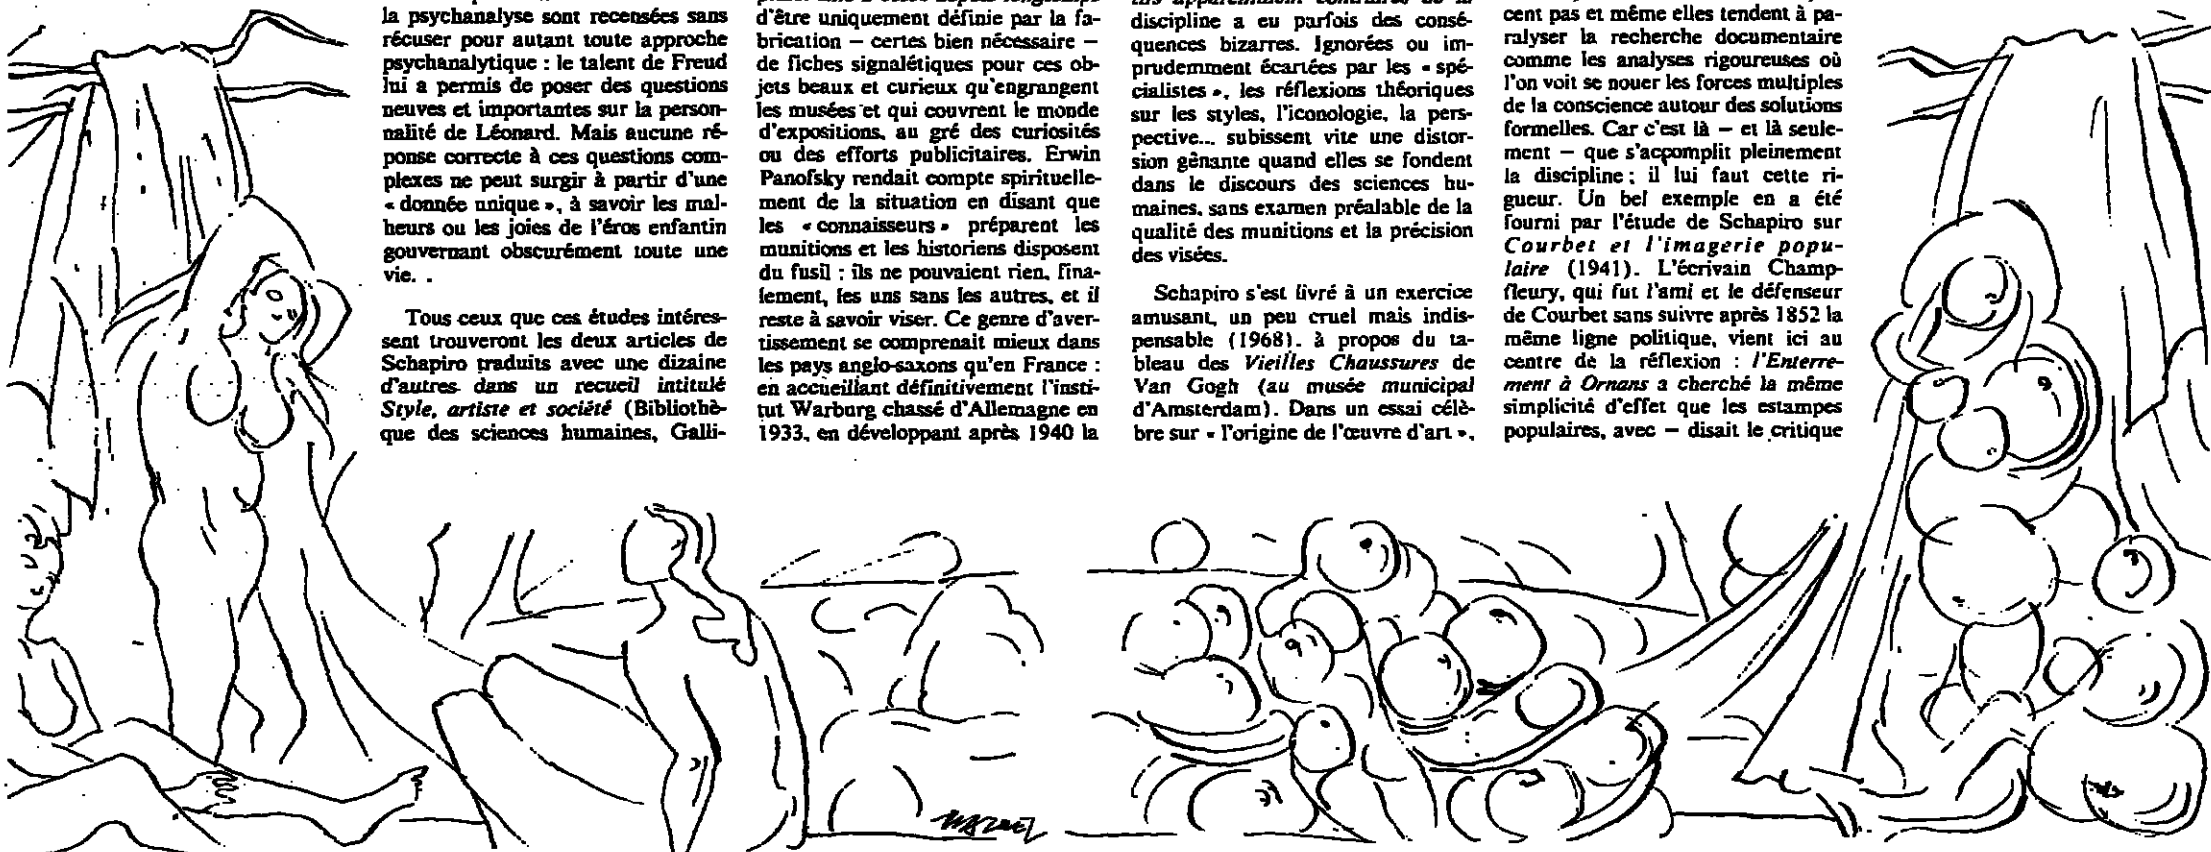 la psychanalyse sont recensées sans
récuser pour autant toute approche
psychanalytique : le talent de Freud
lui a permis de poser des questions
neuves et importantes sur la person-
nalité de Léonard. Mais aucune ré-
ponse correcte à ces questions com-
plexes ne peut surgir à partir d'une
« donnée unique », à savoir les mal-
heurs ou les joies de l'éros enfantin
gouvernant obscurément toute une
vie. .
Tous ceux que ces études intéres-
sent trouveront les deux articles de
Schapiro traduits avec une dizaine
d'autres dans un recueil intitulé
Style, artiste et société (Bibliothè-
que des sciences humaines, Galli-
d'être uniquement définie par la fa-
brication – certes bien nécessaire –
de fiches signalétiques pour ces ob-
jets beaux et curieux qu'engrangent
les musées et qui couvrent le monde
d'expositions, au gré des curiosités
ou des efforts publicitaires. Erwin
Panofsky rendait compte spirituelle-
ment de la situation en disant que
les « connaisseurs » préparent les
munitions et les historiens disposent
du fusil : ils ne pouvaient rien, fina-
lement, les uns sans les autres, et il
reste à savoir viser. Ce genre d'aver-
tissement se comprenait mieux dans
les pays anglo-saxons qu'en France :
en accueillant définitivement l'insti-
tut Warburg chassé d'Allemagne en
1933, en développant après 1940 la
discipline a eu parfois des consé-
quences bizarres. Ignorées ou im-
prudemment écartées par les « spé-
cialistes », les réflexions théoriques
sur les styles, l'iconologie, la pers-
pective... subissent vite une distor-
sion gênante quand elles se fondent
dans le discours des sciences hu-
maines, sans examen préalable de la
qualité des munitions et la précision
des visées.
Schapiro s'est livré à un exercice
amusant, un peu cruel mais indis-
pensable (1968). à propos du ta-
bleau des Vieilles Chaussures de
Van Gogh (au musée municipal
d'Amsterdam). Dans un essai célè-
bre sur « l'origine de l'œuvre d'art »,
cent pas et même elles tendent à pa-
ralyser la recherche documentaire
comme les analyses rigoureuses où
l'on voit se nouer les forces multiples
de la conscience autour des solutions
formelles. Car c'est là – et là seule-
ment – que s'accomplit pleinement
la discipline ; il lui faut cette ri-
gueur. Un bel exemple en a été
fourni par l'étude de Schapiro sur
Courbet et l'imagerie popu-
laire (1941). L'écrivain Champ-
fleury, qui fut l'ami et le défenseur
de Courbet sans suivre après 1852 la
même ligne politique, vient ici au
centre de la réflexion : l'Enterre-
ment à Ornans a cherché la même
simplicité d'effet que les estampes
populaires, avec – disait le critique